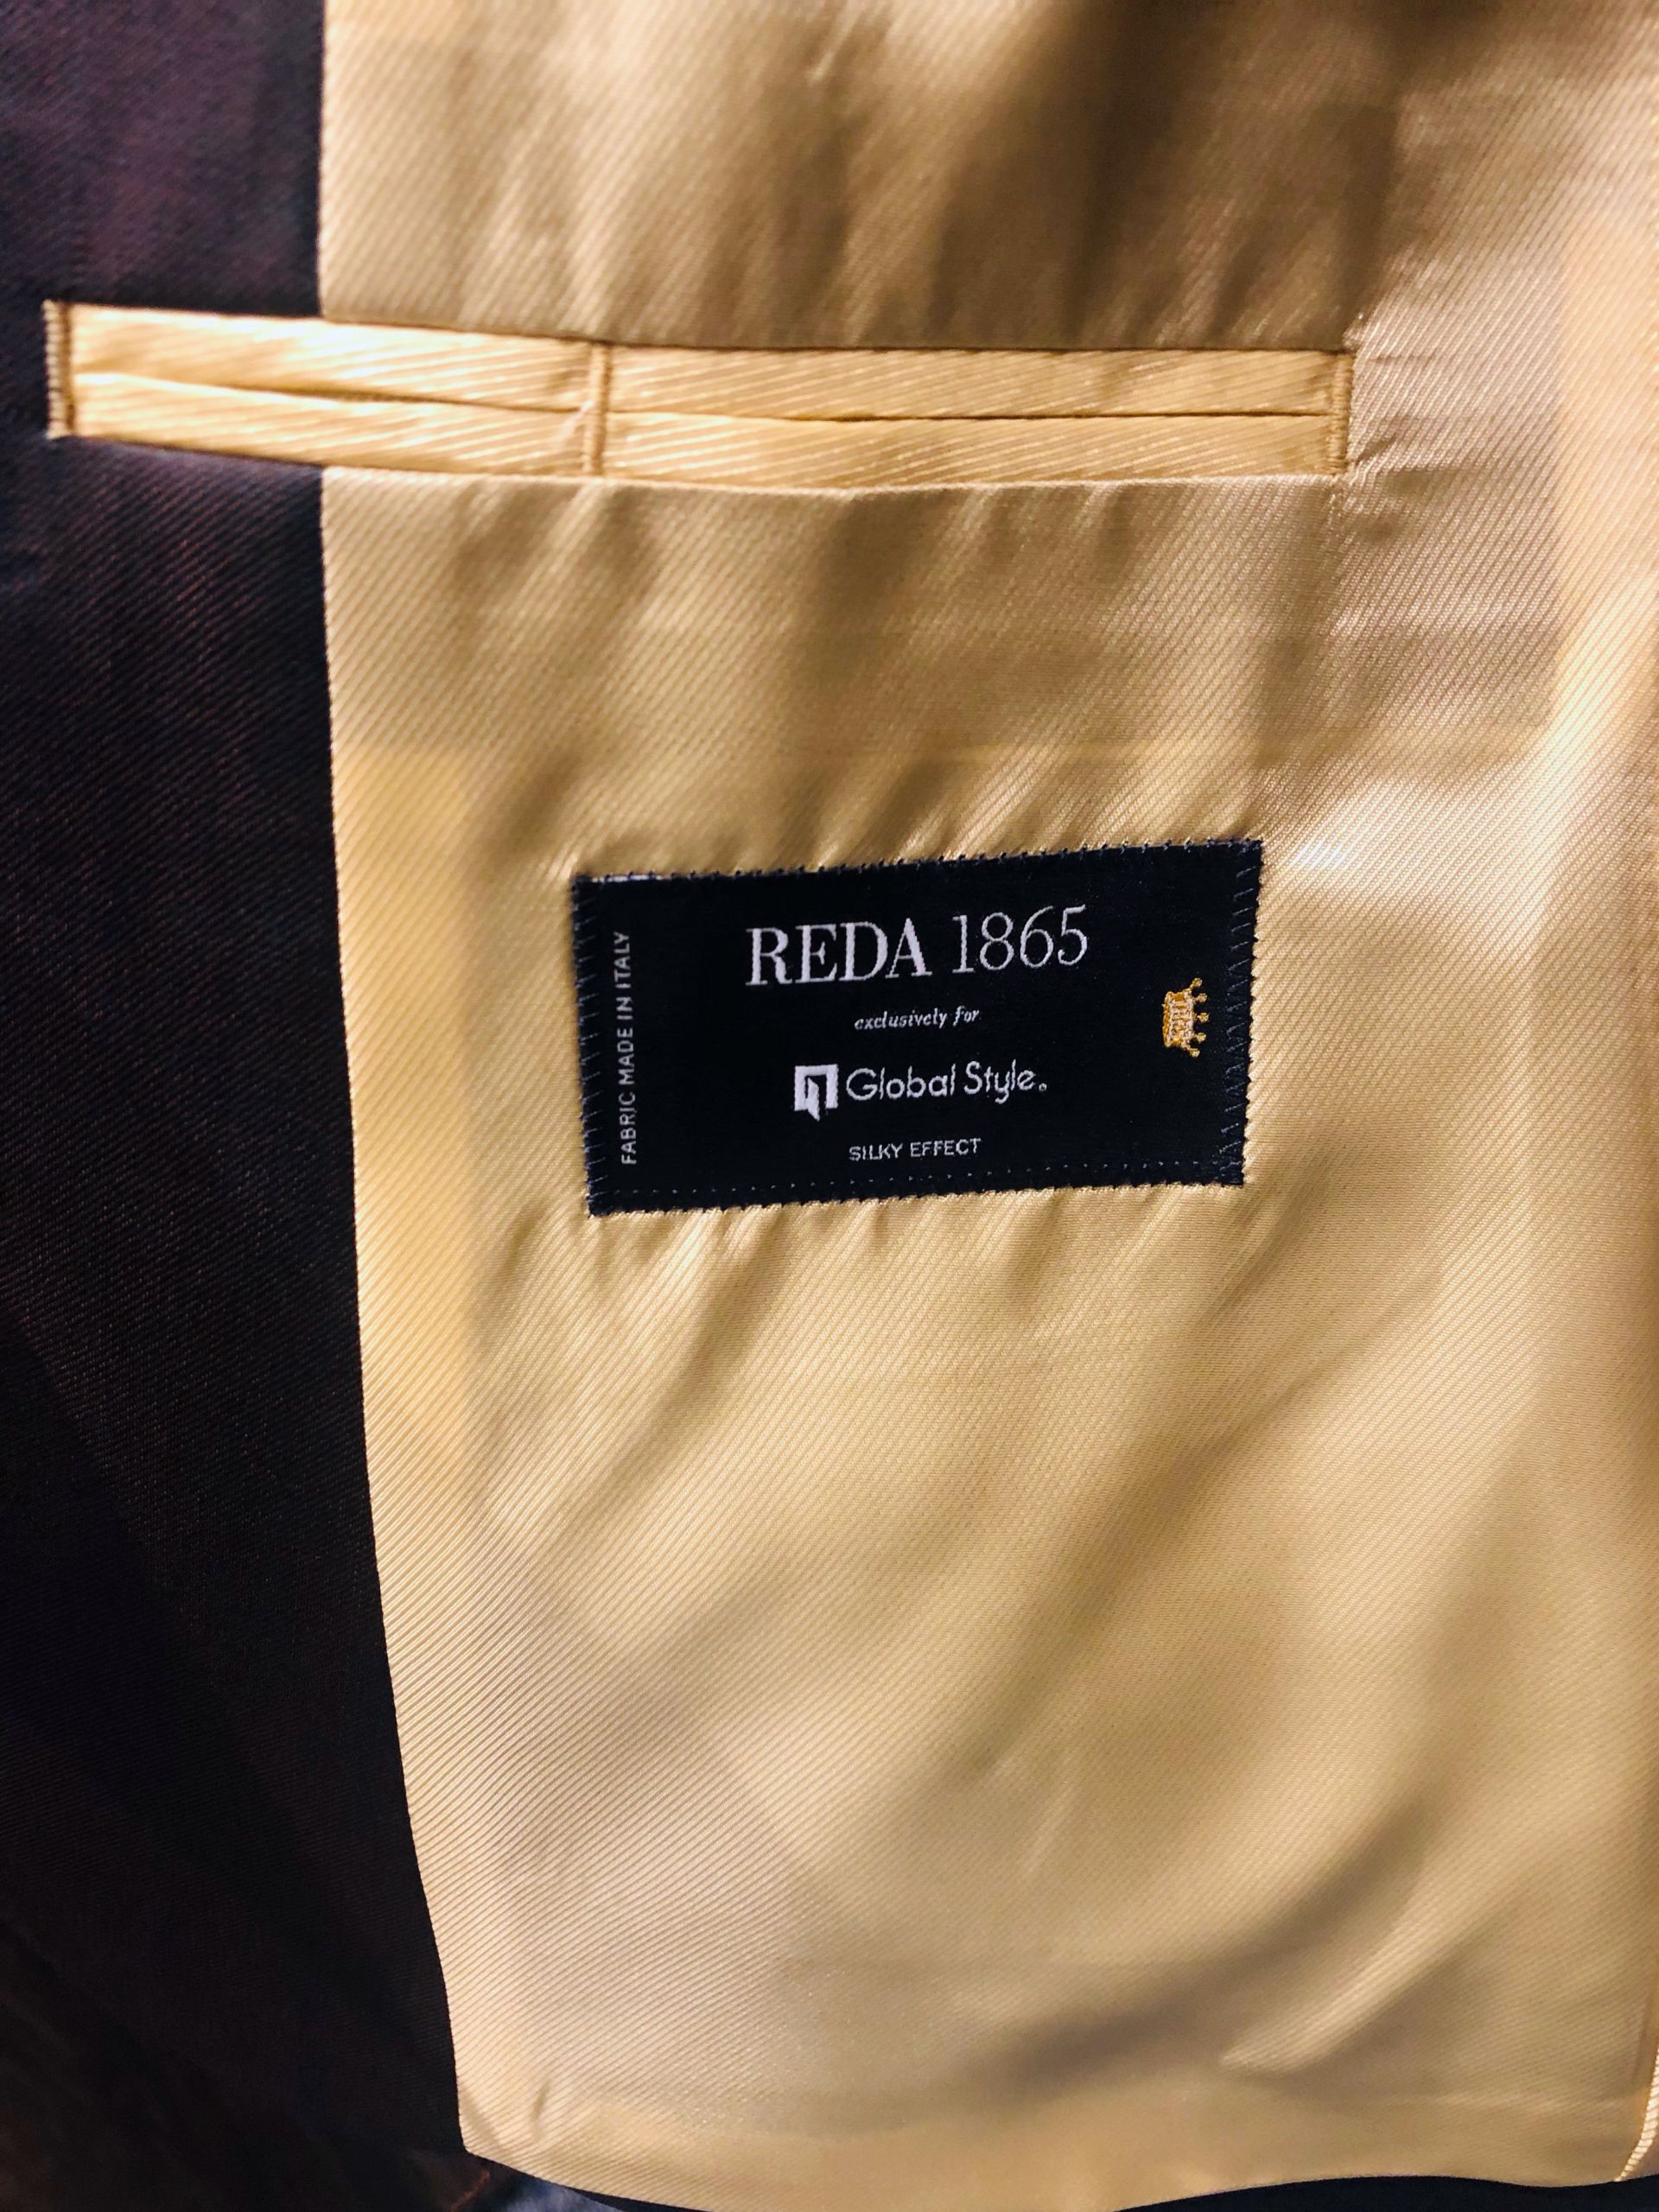 REDA 1865
exclusively for
Global Style.
SILKY EFFECT
FABRIC MADE IN ITALY